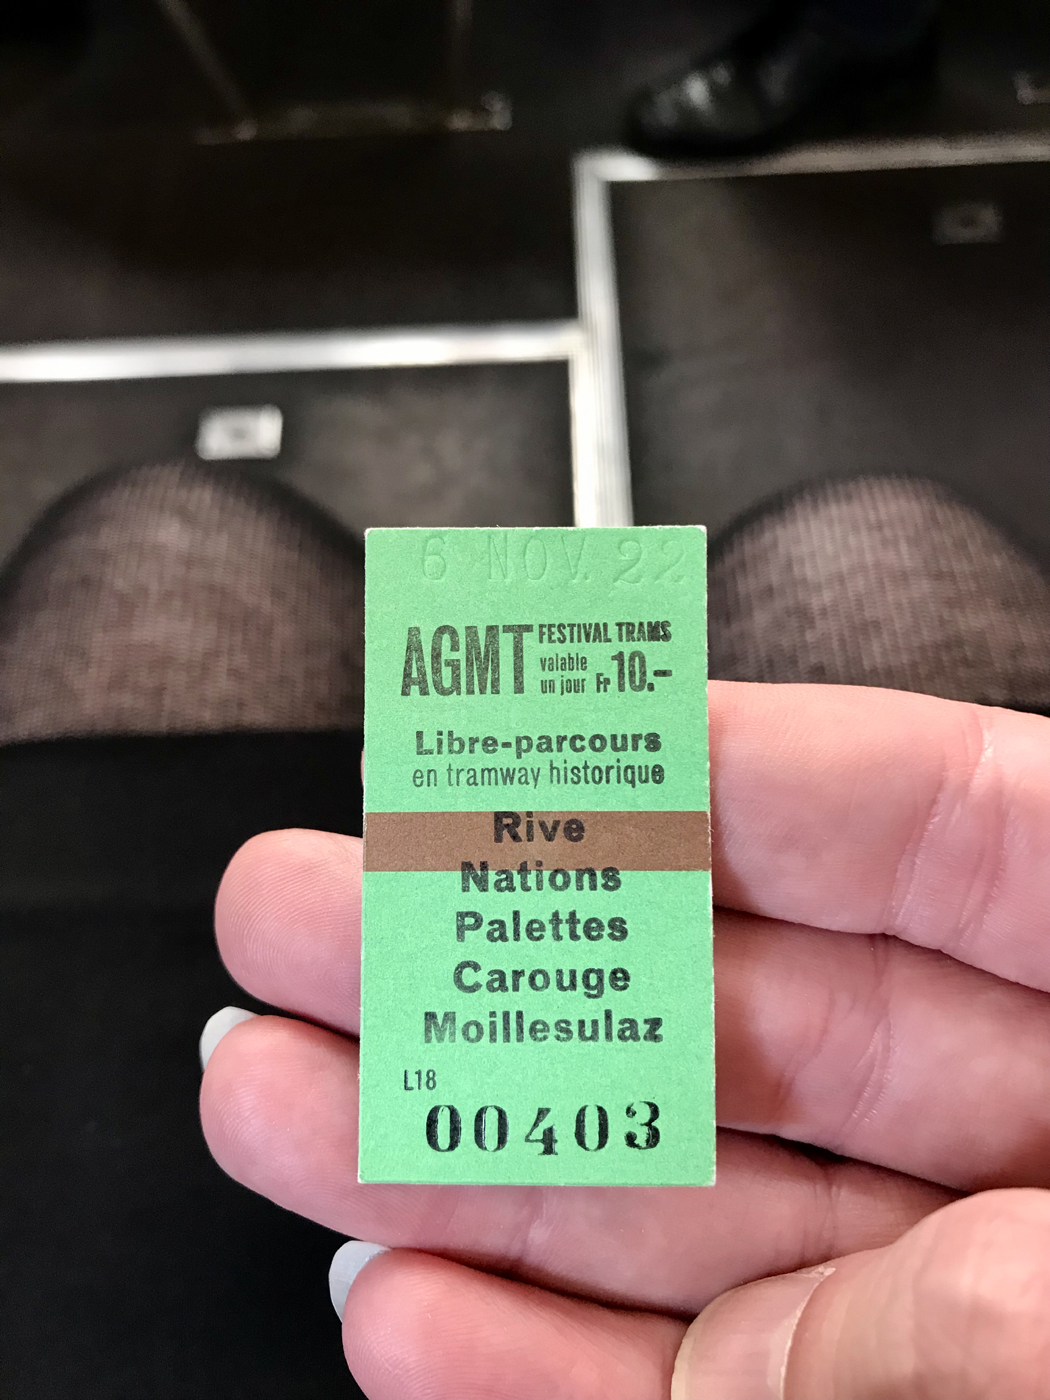 6 NOV. 22
AGMT FESTIVAL TRAMS
valable
un jour Fr 10.-
Libre-parcours
en tramway historique
Rive
Nations
Palettes
Carouge
Moillesulaz
L18
00403